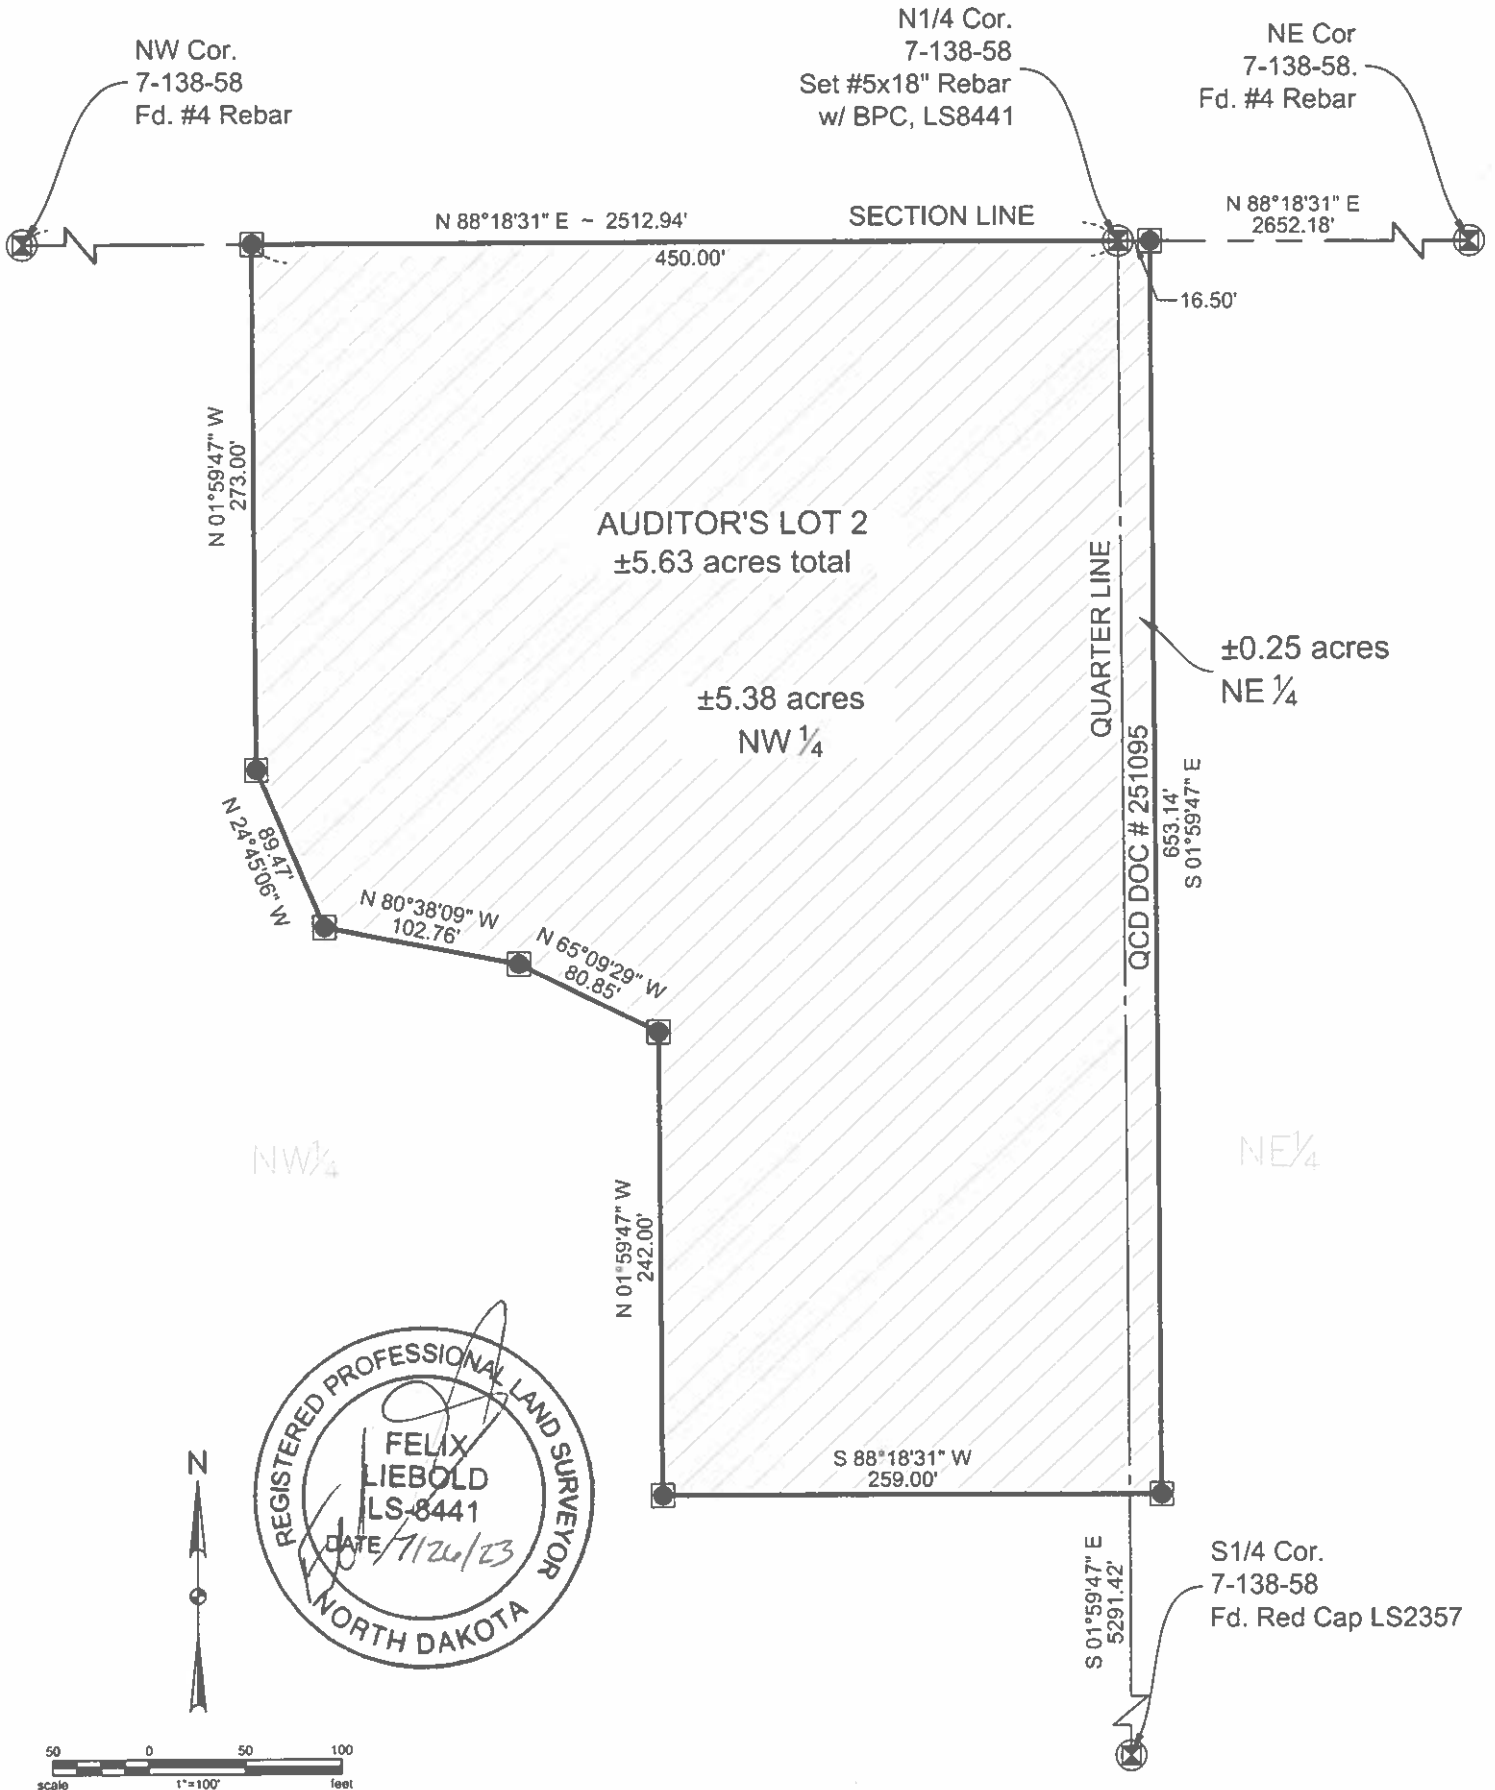 NW Cor.
7-138-58
Fd. #4 Rebar
N1/4 Cor.
7-138-58
Set #5x18" Rebar
w/ BPC, LS8441
NE Cor
7-138-58.
Fd. #4 Rebar
N 88°18'31" E ~ 2512.94'
SECTION LINE
N 88°18'31" E
2652.18'
450.00'
16.50'
N 01°59'47" W
273.00'
AUDITOR'S LOT 2
±5.63 acres total
QUARTER LINE
±0.25 acres
NE 1/4
±5.38 acres
NW 1/4
QCD DOC # 251095
653.14'
S 01°59'47" E
89.47'
N 24°45'06" W
N 80°38'09" W
102.76'
N 65°09'29" W
80.85'
NW1/4
NE1/4
N 01°59'47" W
242.00'
REGISTERED PROFESSIONAL LAND SURVEYOR
FELIX
LIEBOLD
LS-8441
DATE 7/26/23
NORTH DAKOTA
N
S 88°18'31" W
259.00'
S 01°59'47" E
5291.42'
S1/4 Cor.
7-138-58
Fd. Red Cap LS2357
50 0 50 100
scale 1"=100' feet